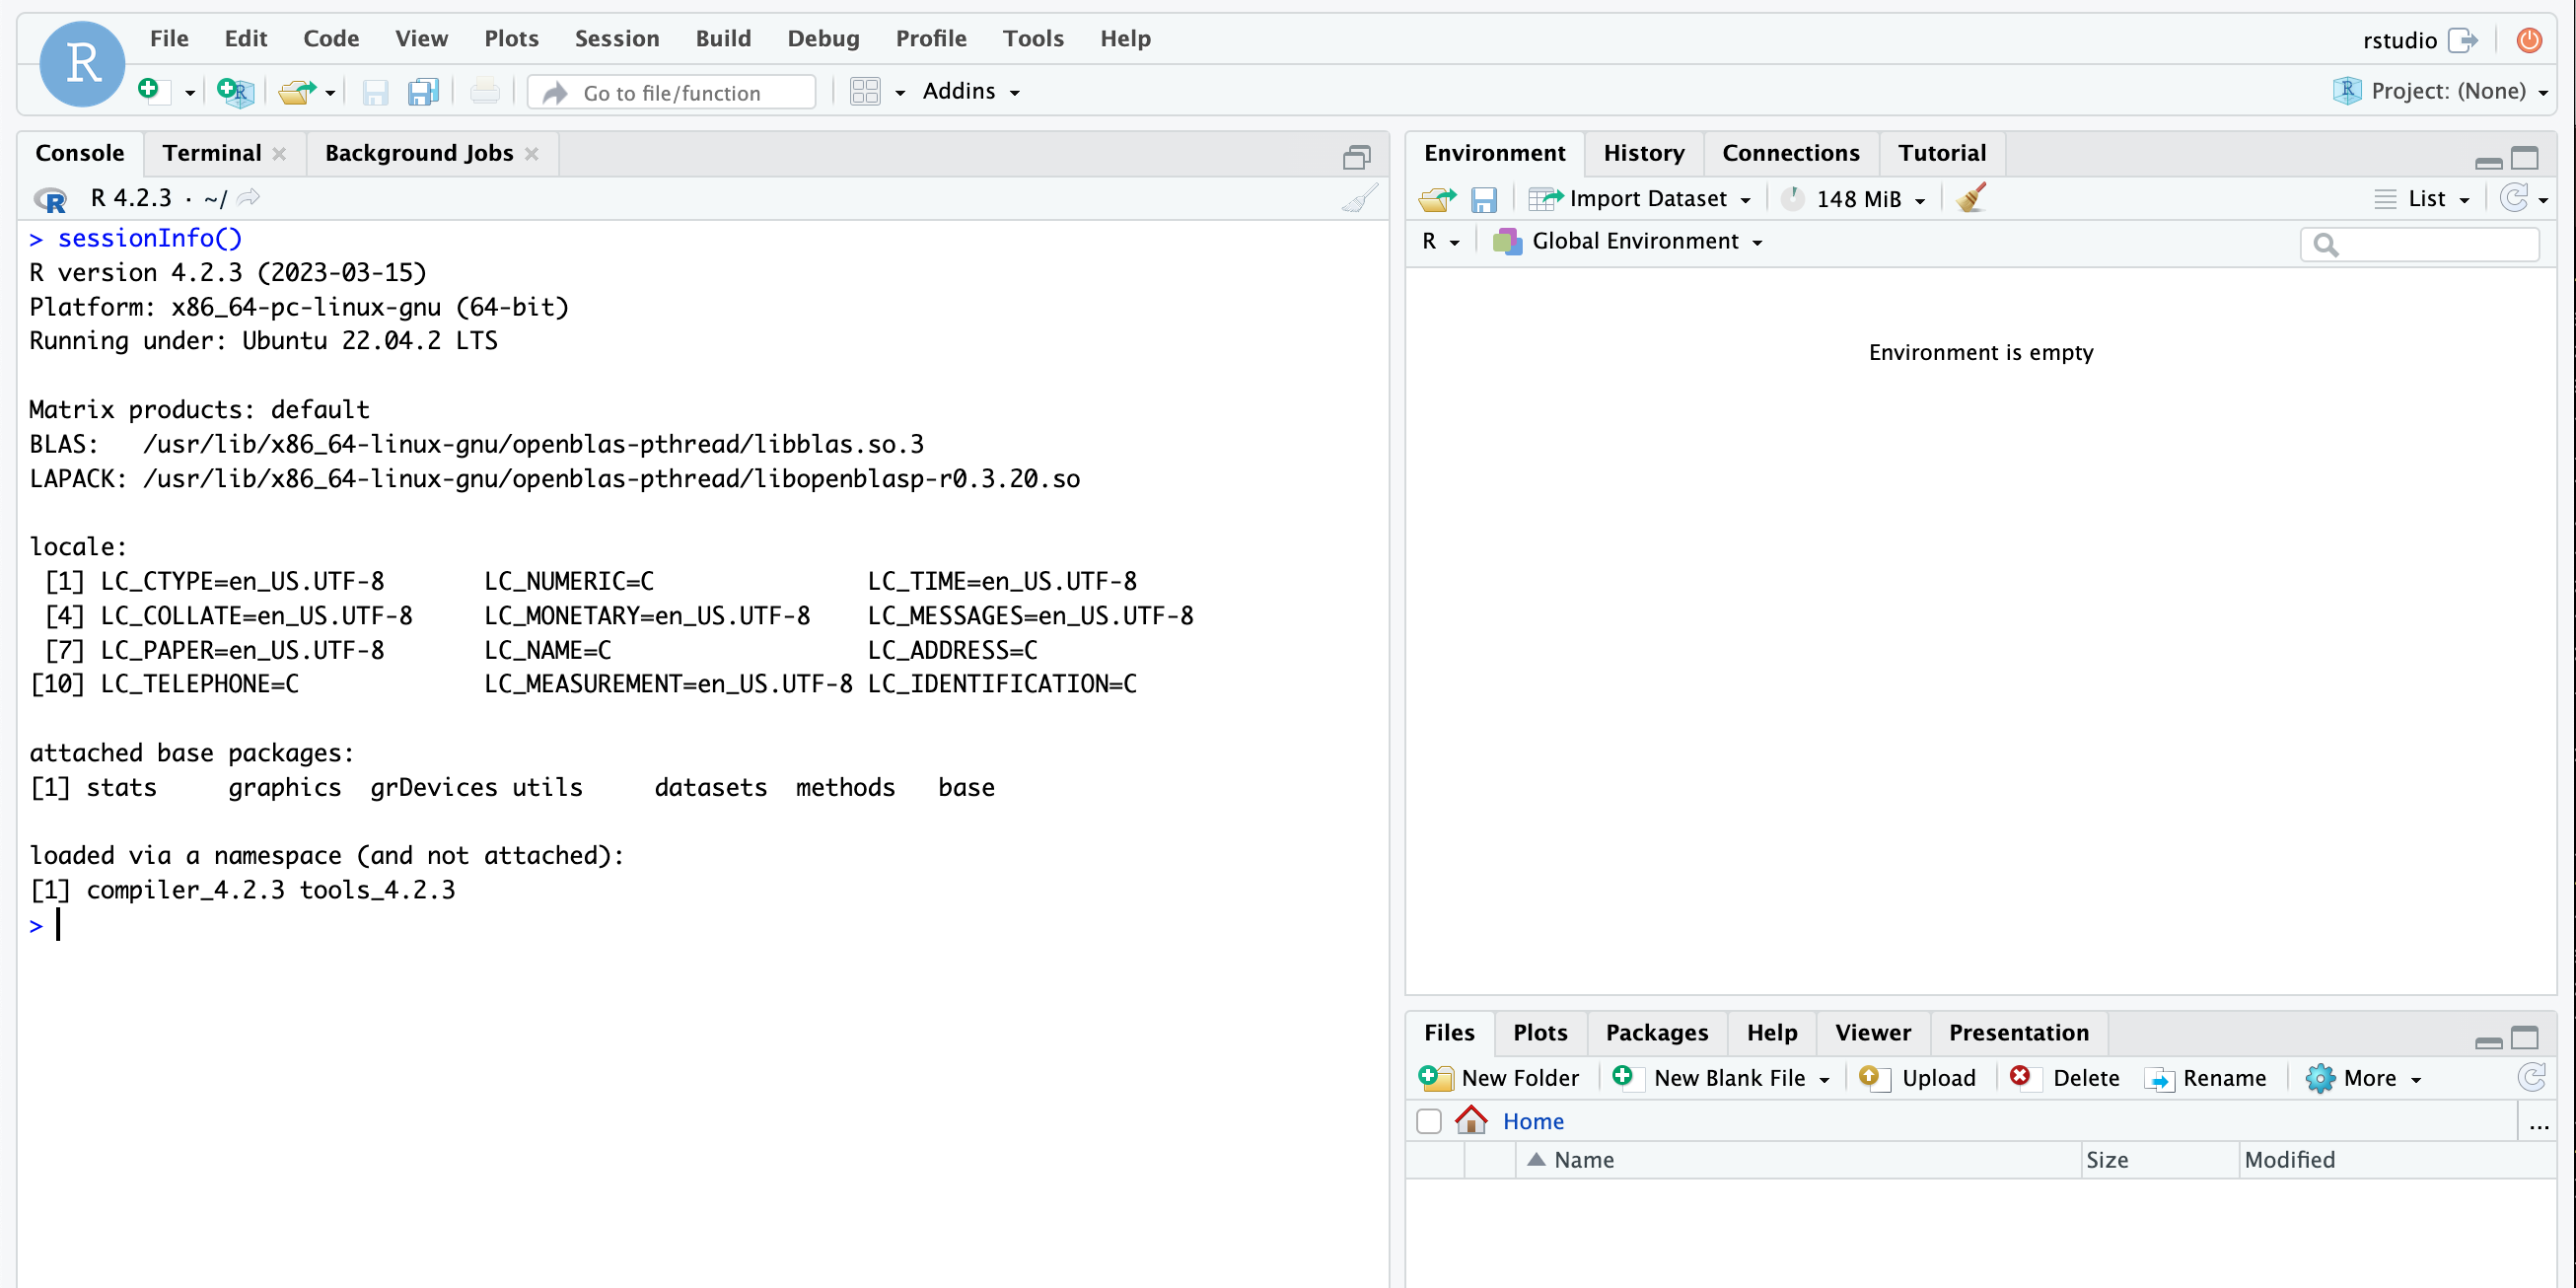 R File Edit Code View Plots Session Build Debug Profile Tools Help rstudio
R Go to file/function Addins R Project: (None)
Console Terminal Background Jobs
R R 4.2.3 · ~/
> sessionInfo()
R version 4.2.3 (2023-03-15)
Platform: x86_64-pc-linux-gnu (64-bit)
Running under: Ubuntu 22.04.2 LTS
Matrix products: default
BLAS:   /usr/lib/x86_64-linux-gnu/openblas-pthread/libblas.so.3
LAPACK: /usr/lib/x86_64-linux-gnu/openblas-pthread/libopenblasp-r0.3.20.so
locale:
 [1] LC_CTYPE=en_US.UTF-8       LC_NUMERIC=C               LC_TIME=en_US.UTF-8
 [4] LC_COLLATE=en_US.UTF-8     LC_MONETARY=en_US.UTF-8    LC_MESSAGES=en_US.UTF-8
 [7] LC_PAPER=en_US.UTF-8       LC_NAME=C                  LC_ADDRESS=C
[10] LC_TELEPHONE=C             LC_MEASUREMENT=en_US.UTF-8 LC_IDENTIFICATION=C
attached base packages:
[1] stats     graphics  grDevices utils     datasets  methods   base
loaded via a namespace (and not attached):
[1] compiler_4.2.3 tools_4.2.3
>
Environment History Connections Tutorial
Import Dataset 148 MiB List
R Global Environment
Environment is empty
Files Plots Packages Help Viewer Presentation
New Folder New Blank File Upload Delete Rename More
Home ...
Name Size Modified